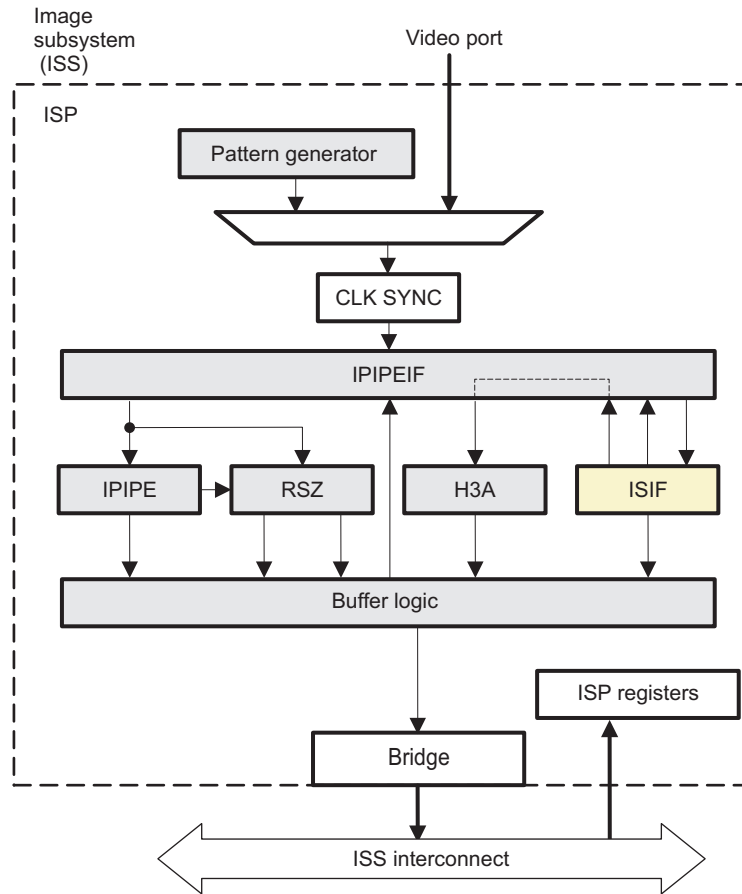 Image
subsystem
(ISS)
Video port
ISP
Pattern generator
CLK SYNC
IPIPEIF
IPIPE
RSZ
H3A
ISIF
Buffer logic
ISP registers
Bridge
ISS interconnect